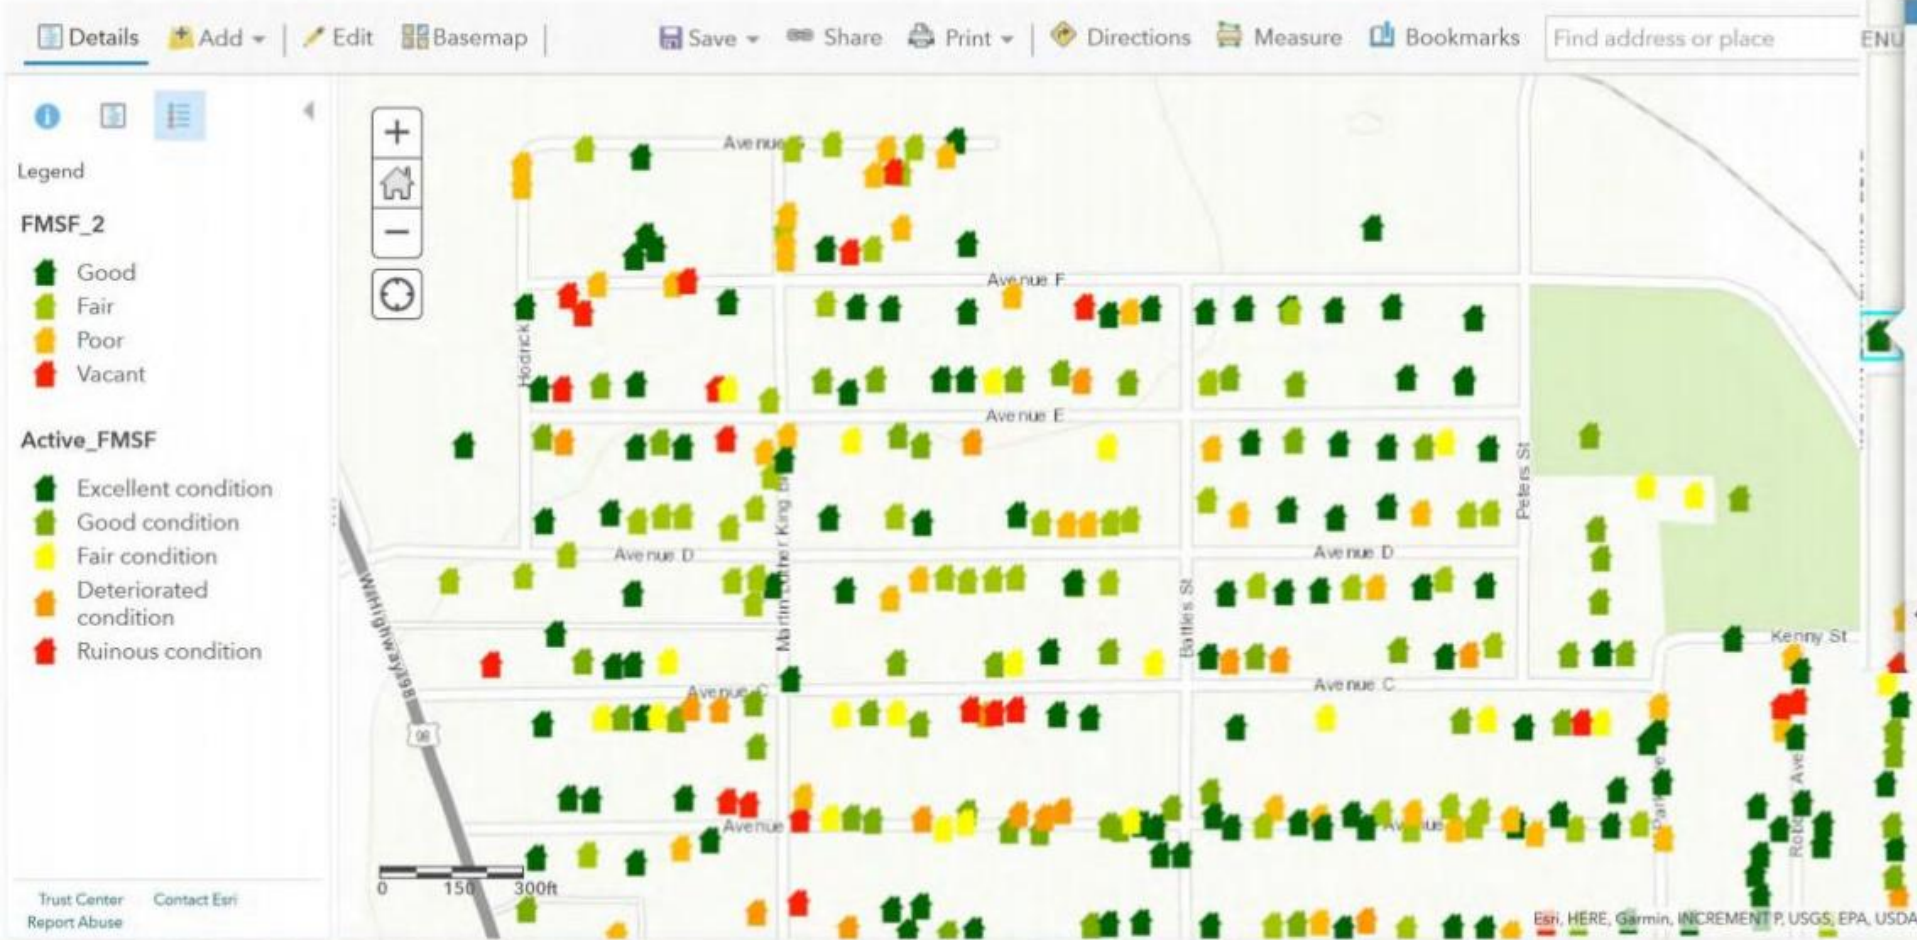 Details Add Edit Basemap Save Share Print Directions Measure Bookmarks Find address or place ENU
Legend
FMSF_2
Good
Fair
Poor
Vacant
Active_FMSF
Excellent condition
Good condition
Fair condition
Deteriorated
condition
Ruinous condition
Trust Center Contact Esri
Report Abuse
Avenue
Avenue F
Hodrick
Avenue E
Peters St
Martin Luther King
Avenue D
Avenue D
Battles St
Kenny St
Avenue C
Avenue C
98
Avenue
0 150 300ft
Esri, HERE, Garmin, INCREMENT P, USGS, EPA, USDA